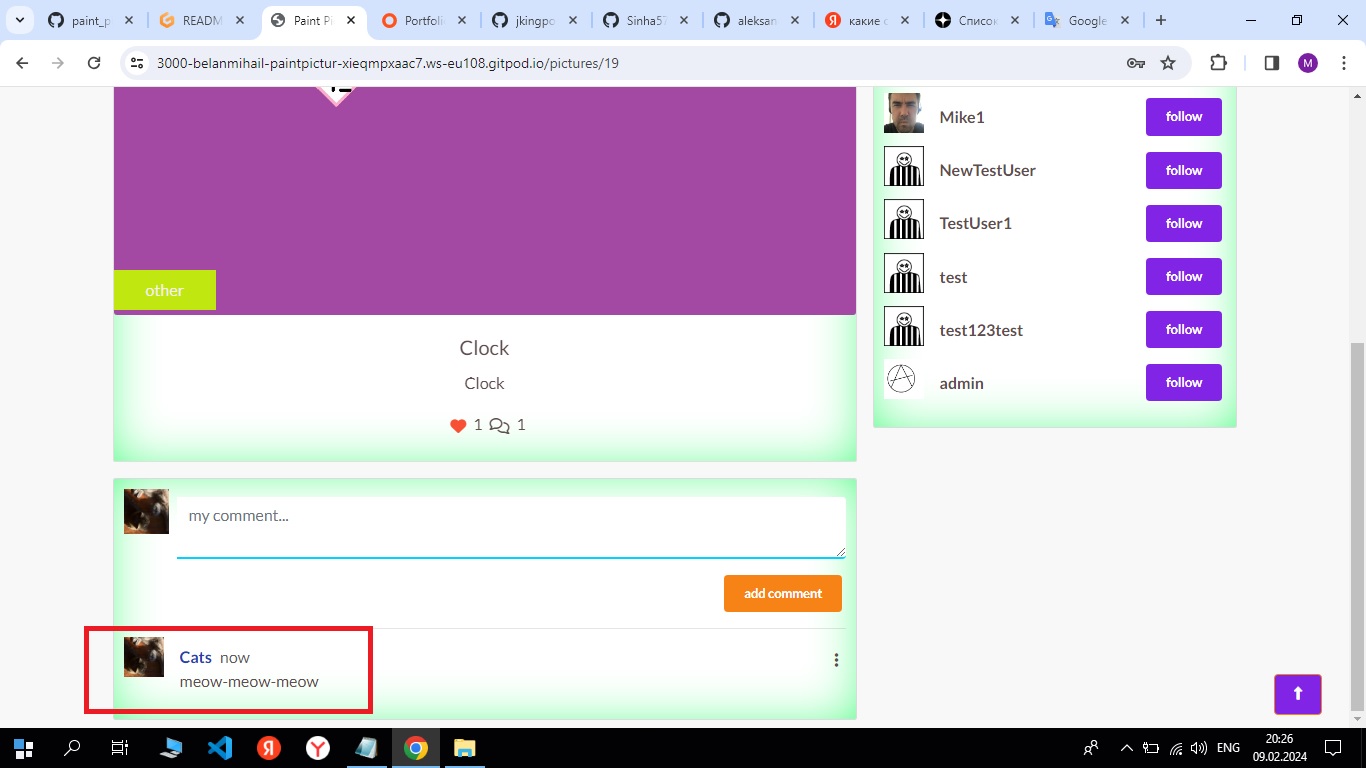 paint_p
README
Paint Pi
Portfolio
jkingpo
Sinha57
aleksan
какие с
Список
Google
3000-belanmihail-paintpictur-xieqmpxaac7.ws-eu108.gitpod.io/pictures/19
M
Mike1
follow
NewTestUser
follow
TestUser1
follow
test
follow
test123test
follow
admin
follow
other
Clock
Clock
1 1
my comment...
add comment
Cats now
meow-meow-meow
ENG
20:26
09.02.2024